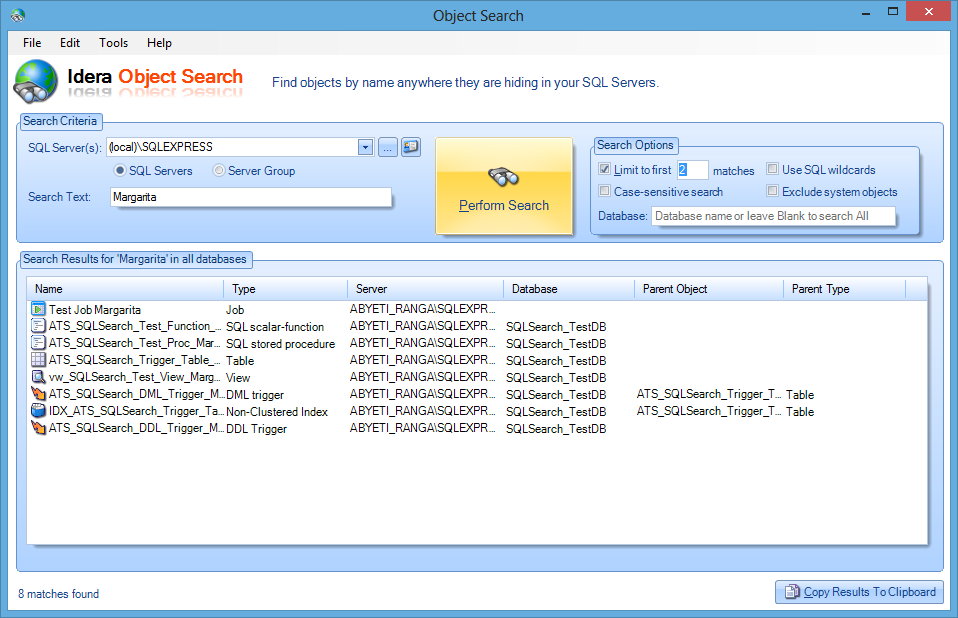 Object Search
File Edit Tools Help
Idera Object Search
Find objects by name anywhere they are hiding in your SQL Servers.
Search Criteria
SQL Server(s): (local)\SQLEXPRESS ...
SQL Servers Server Group
Search Text: Margarita
Perform Search
Search Options
Limit to first 2 matches Use SQL wildcards
Case-sensitive search Exclude system objects
Database: Database name or leave Blank to search All
Search Results for 'Margarita' in all databases
Name Type Server Database Parent Object Parent Type
Test Job Margarita Job ABYETI_RANGA\SQLEXPR...
ATS_SQLSearch_Test_Function_... SQL scalar-function ABYETI_RANGA\SQLEXPR... SQLSearch_TestDB
ATS_SQLSearch_Test_Proc_Mar... SQL stored procedure ABYETI_RANGA\SQLEXPR... SQLSearch_TestDB
ATS_SQLSearch_Trigger_Table_... Table ABYETI_RANGA\SQLEXPR... SQLSearch_TestDB
vw_SQLSearch_Test_View_Marg... View ABYETI_RANGA\SQLEXPR... SQLSearch_TestDB
ATS_SQLSearch_DML_Trigger_M... DML trigger ABYETI_RANGA\SQLEXPR... SQLSearch_TestDB ATS_SQLSearch_Trigger_T... Table
IDX_ATS_SQLSearch_Trigger_Ta... Non-Clustered Index ABYETI_RANGA\SQLEXPR... SQLSearch_TestDB ATS_SQLSearch_Trigger_T... Table
ATS_SQLSearch_DDL_Trigger_M... DDL Trigger ABYETI_RANGA\SQLEXPR... SQLSearch_TestDB
8 matches found
Copy Results To Clipboard